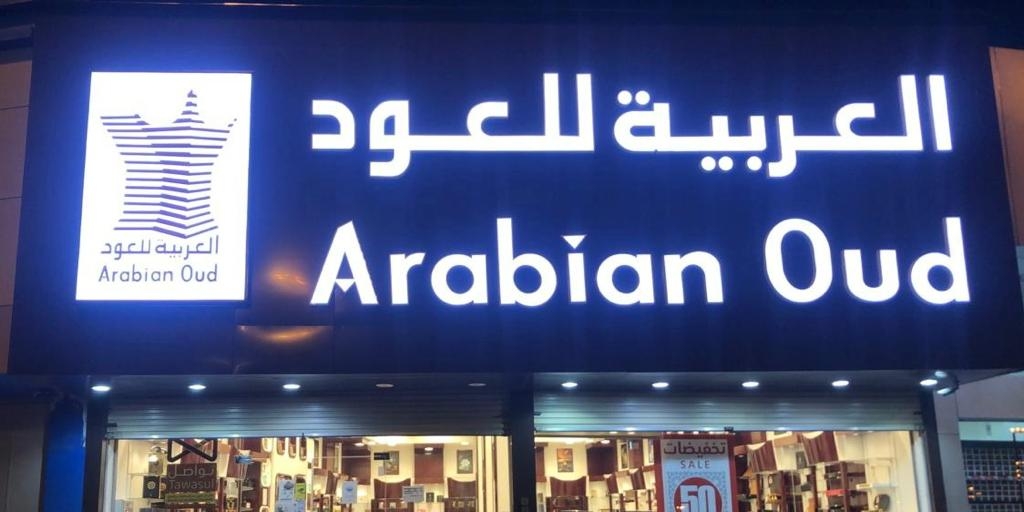 العربية للعود
Arabian Oud
العربية للعود
Arabian Oud
تواصل
Tawasul
تخفيضات
SALE
50